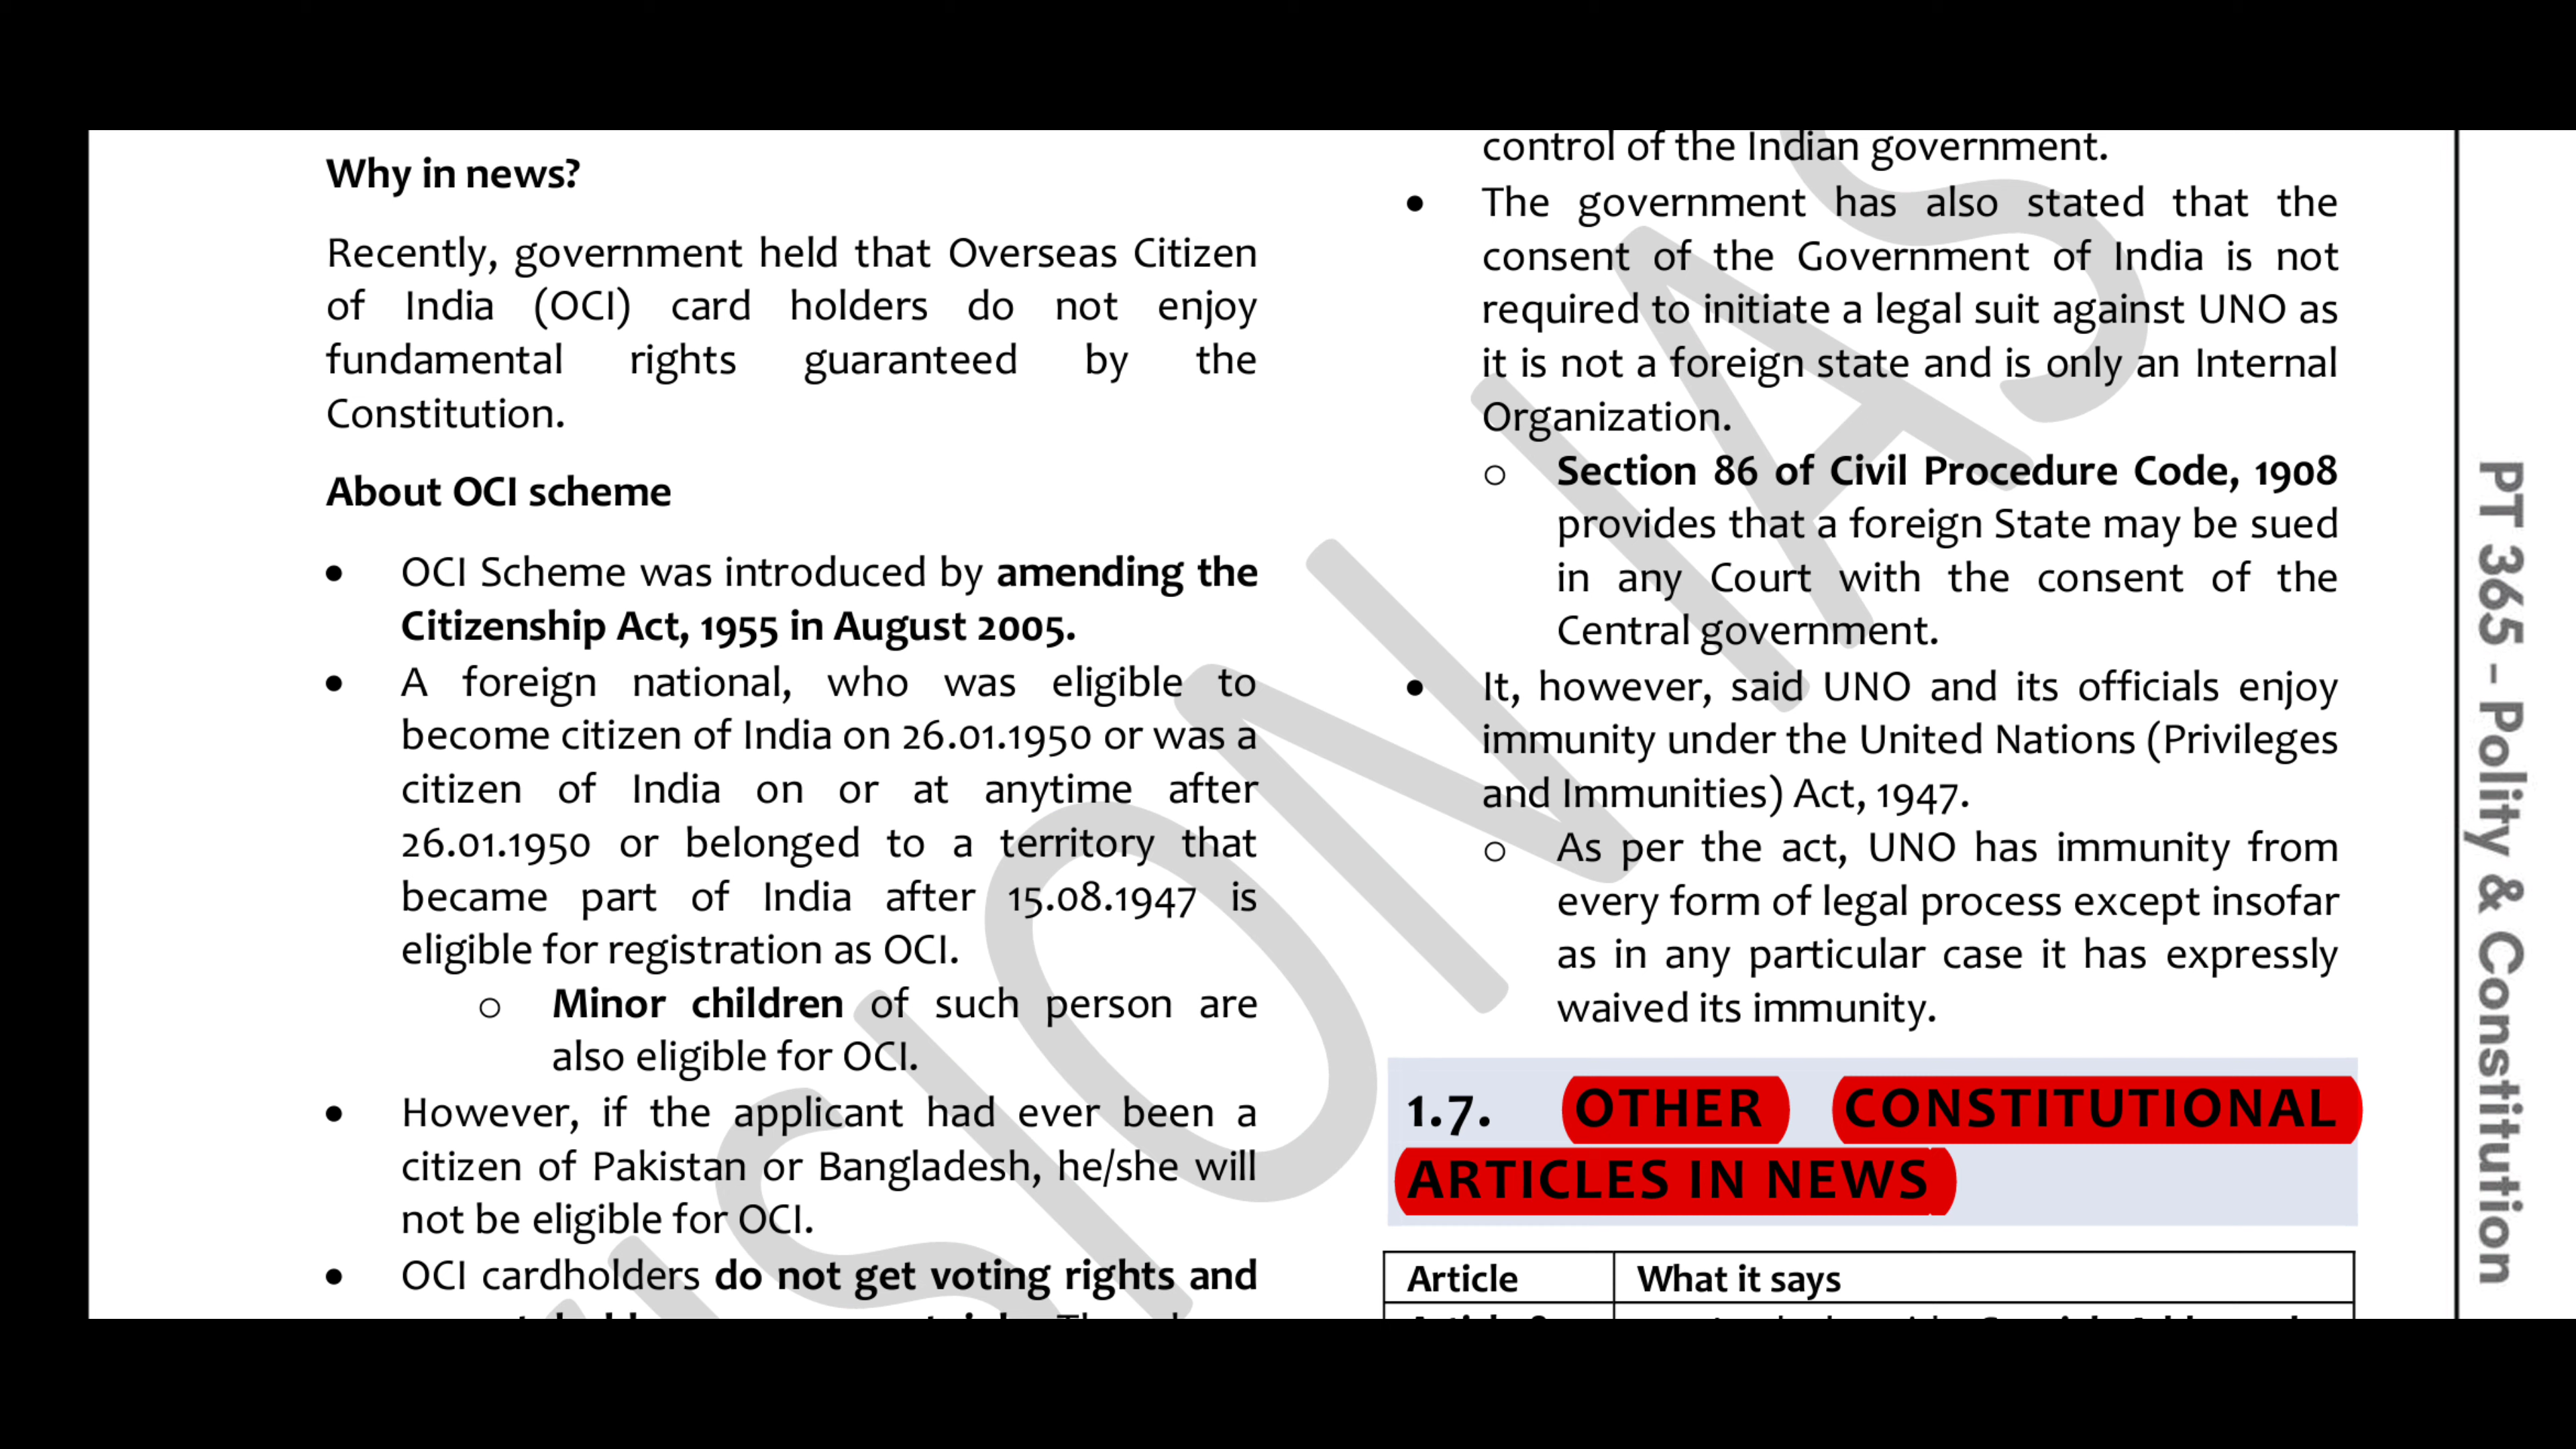 Why in news?
Recently, government held that Overseas Citizen
of India (OCI) card holders do not enjoy
fundamental rights guaranteed by the
Constitution.
About OCI scheme
• OCI Scheme was introduced by amending the
Citizenship Act, 1955 in August 2005.
• A foreign national, who was eligible to
become citizen of India on 26.01.1950 or was a
citizen of India on or at anytime after
26.01.1950 or belonged to a territory that
became part of India after 15.08.1947 is
eligible for registration as OCI.
o Minor children of such person are
also eligible for OCI.
• However, if the applicant had ever been a
citizen of Pakistan or Bangladesh, he/she will
not be eligible for OCI.
• OCI cardholders do not get voting rights and
control of the Indian government.
• The government has also stated that the
consent of the Government of India is not
required to initiate a legal suit against UNO as
it is not a foreign state and is only an Internal
Organization.
o Section 86 of Civil Procedure Code, 1908
provides that a foreign State may be sued
in any Court with the consent of the
Central government.
• It, however, said UNO and its officials enjoy
immunity under the United Nations (Privileges
and Immunities) Act, 1947.
o As per the act, UNO has immunity from
every form of legal process except insofar
as in any particular case it has expressly
waived its immunity.
1.7. OTHER CONSTITUTIONAL
ARTICLES IN NEWS
Article What it says
PT 365 - Polity & Constitution
ISION IAS